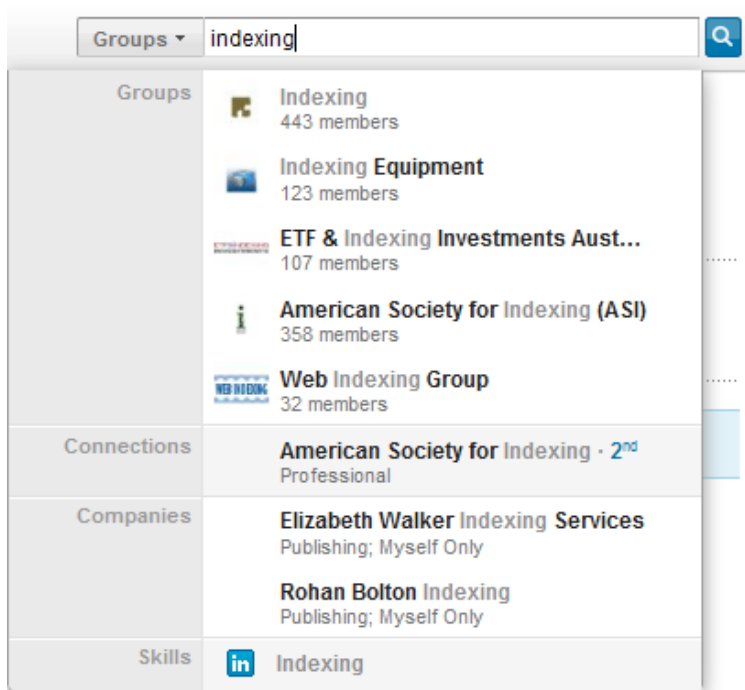 Groups indexing
Groups
Indexing
443 members
Indexing Equipment
123 members
ETF & Indexing Investments Aust...
107 members
American Society for Indexing (ASI)
358 members
WEB INDEXING
Web Indexing Group
32 members
Connections
American Society for Indexing · 2nd
Professional
Companies
Elizabeth Walker Indexing Services
Publishing; Myself Only
Rohan Bolton Indexing
Publishing; Myself Only
Skills
in Indexing